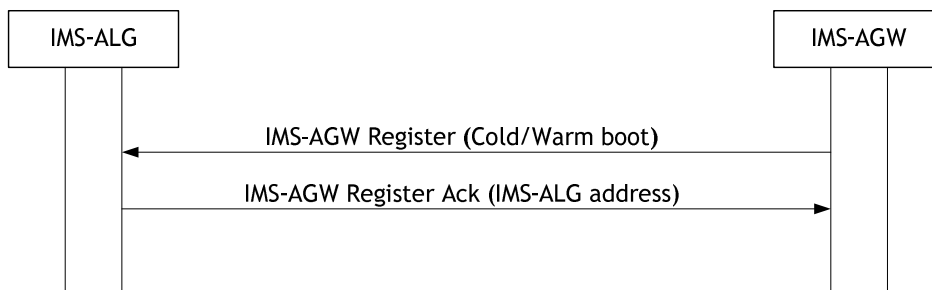 IMS-ALG
IMS-AGW
IMS-AGW Register (Cold/Warm boot)
IMS-AGW Register Ack (IMS-ALG address)